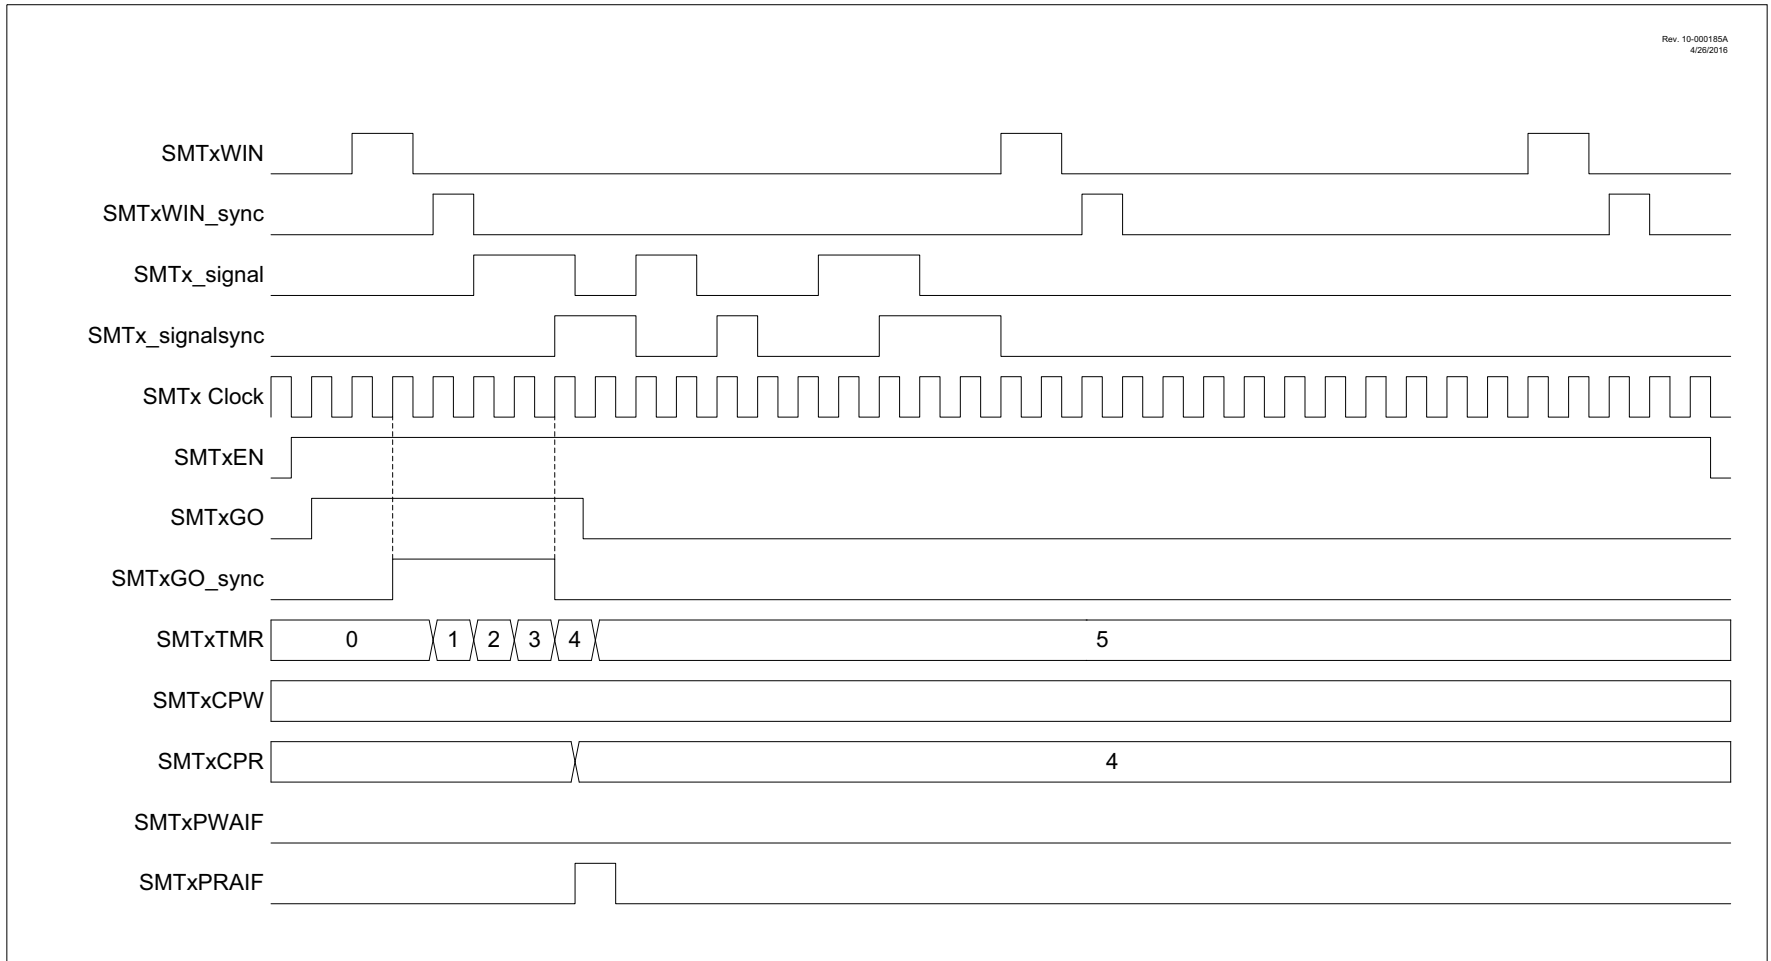 Rev. 10-000185A
4/26/2016
SMTxWIN
SMTxWIN_sync
SMTx_signal
SMTx_signalsync
SMTx Clock
SMTxEN
SMTxGO
SMTxGO_sync
SMTxTMR 0 1 2 3 4 5
SMTxCPW
SMTxCPR 4
SMTxPWAIF
SMTxPRAIF